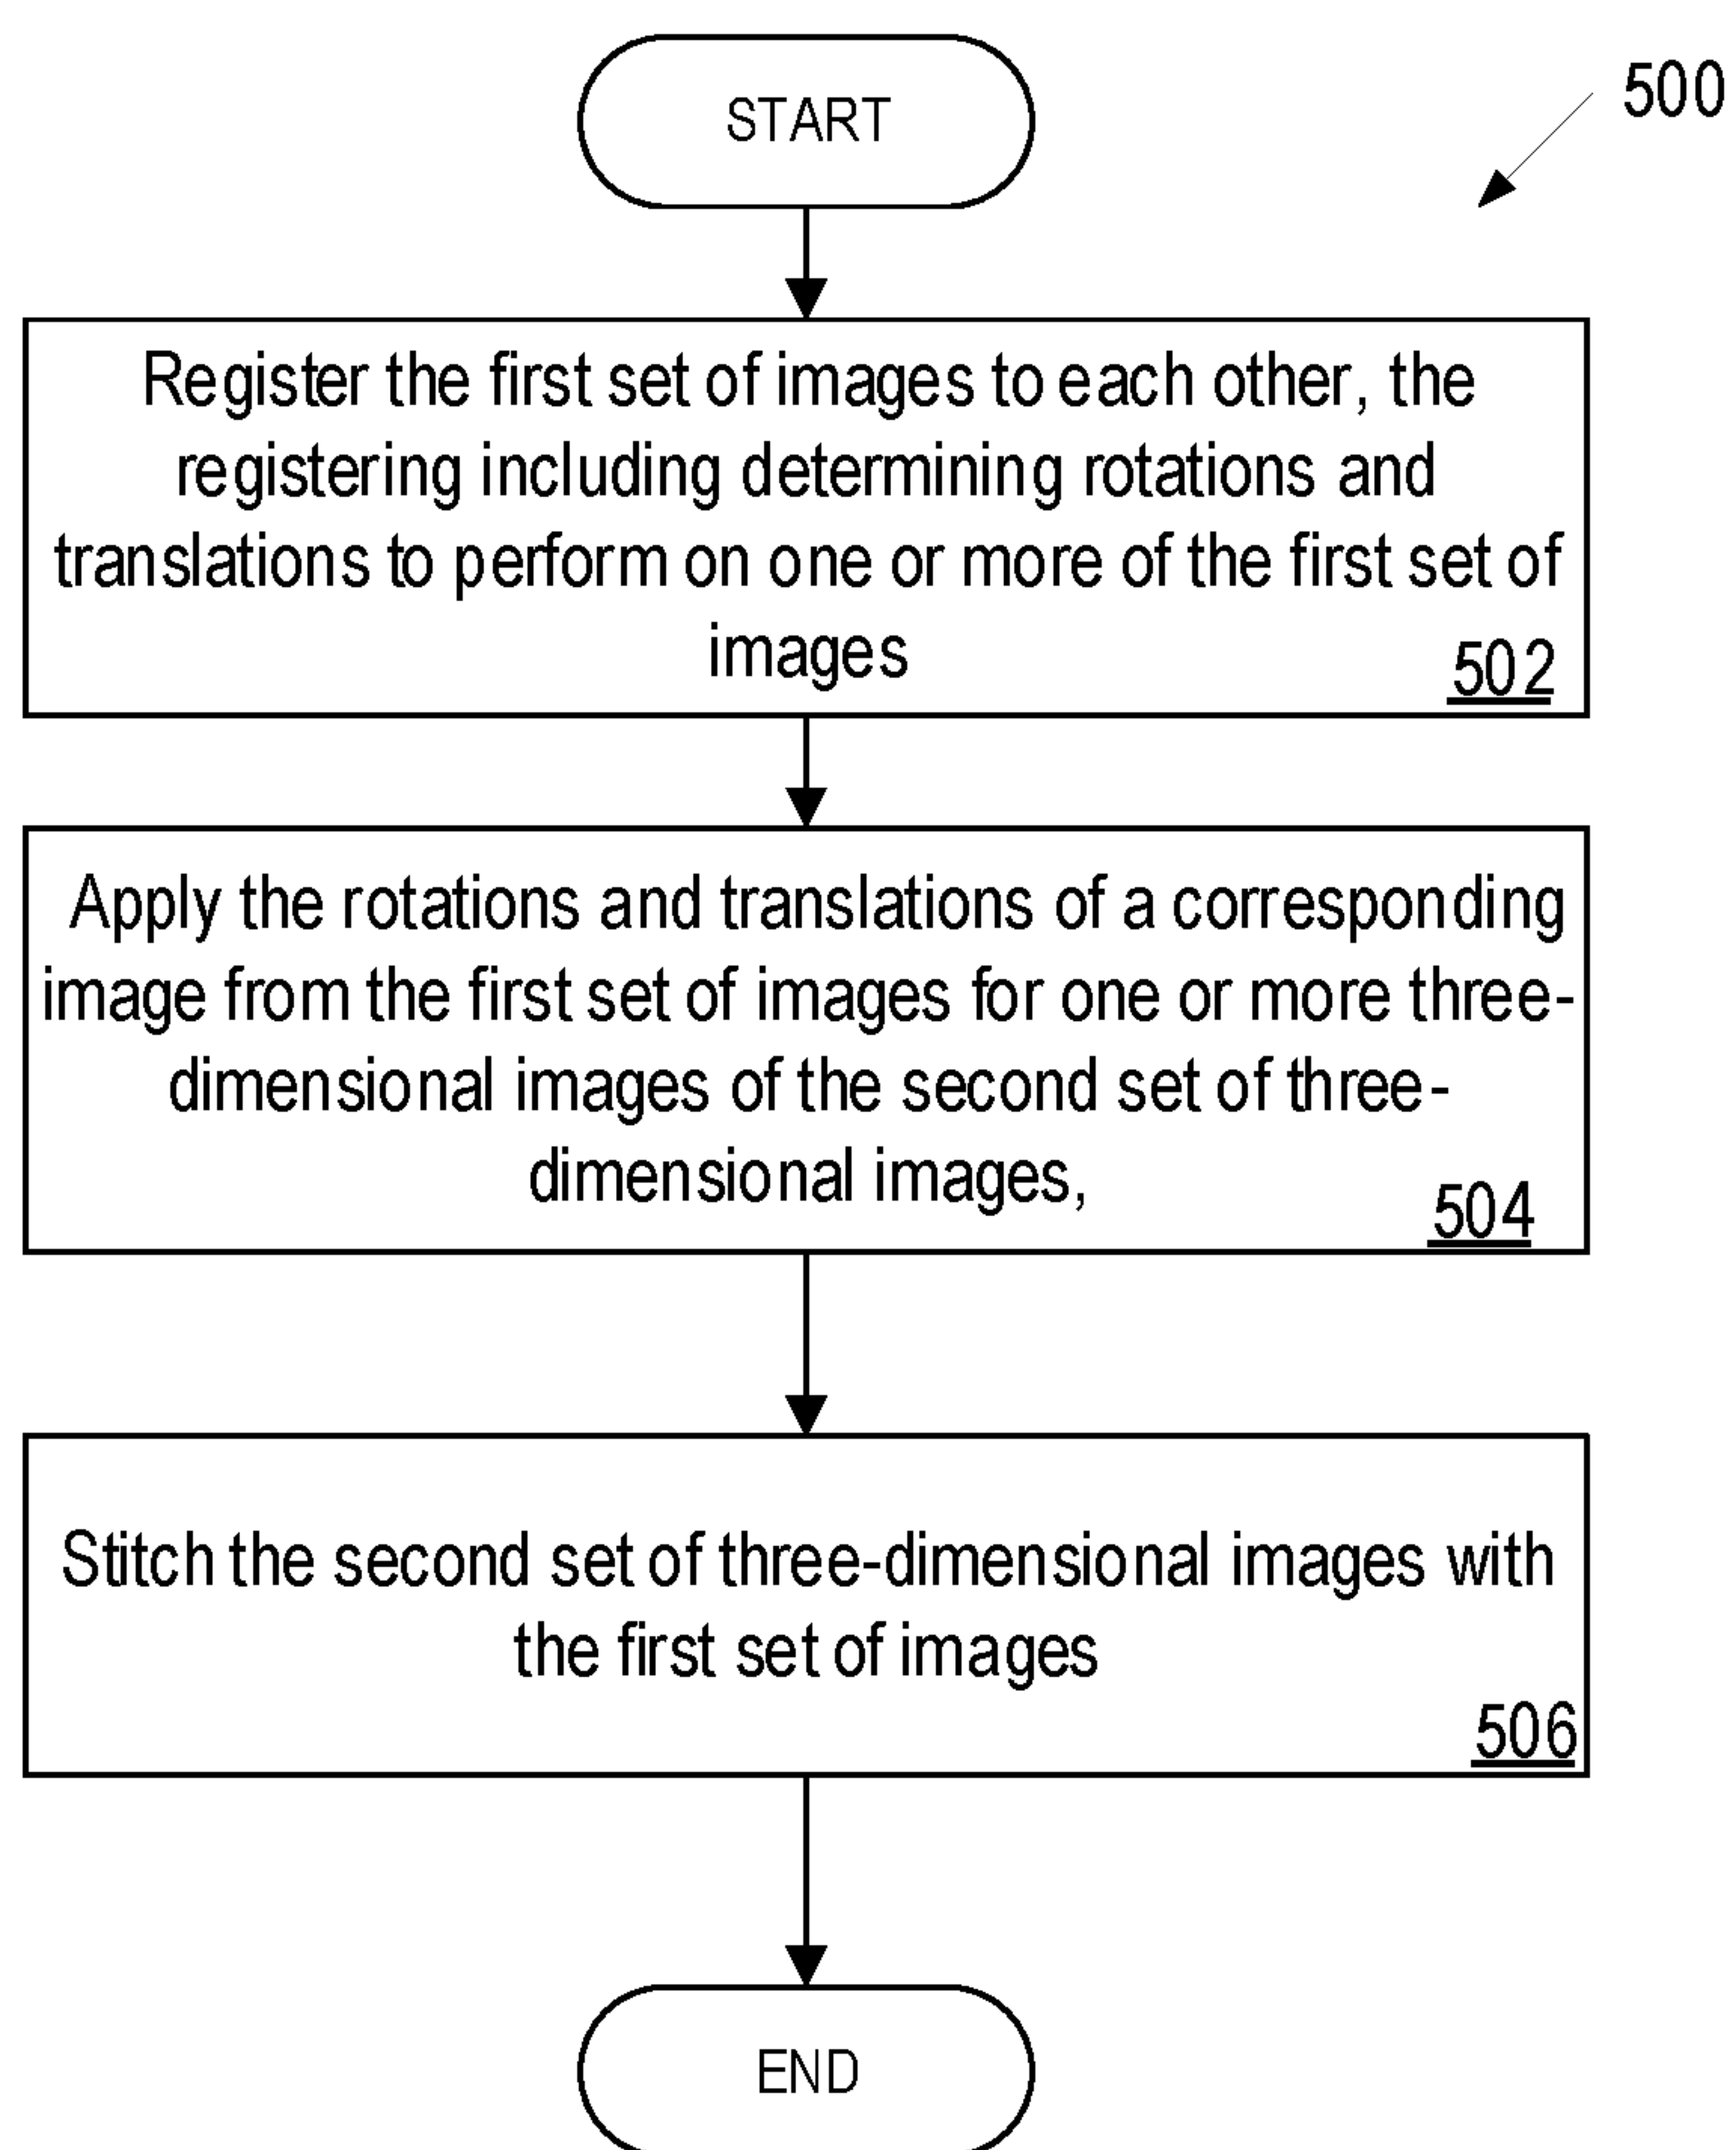 START
500
Register the first set of images to each other, the
registering including determining rotations and
translations to perform on one or more of the first set of
images
502
Apply the rotations and translations of a corresponding
image from the first set of images for one or more three-
dimensional images of the second set of three-
dimensional images,
504
Stitch the second set of three-dimensional images with
the first set of images
506
END